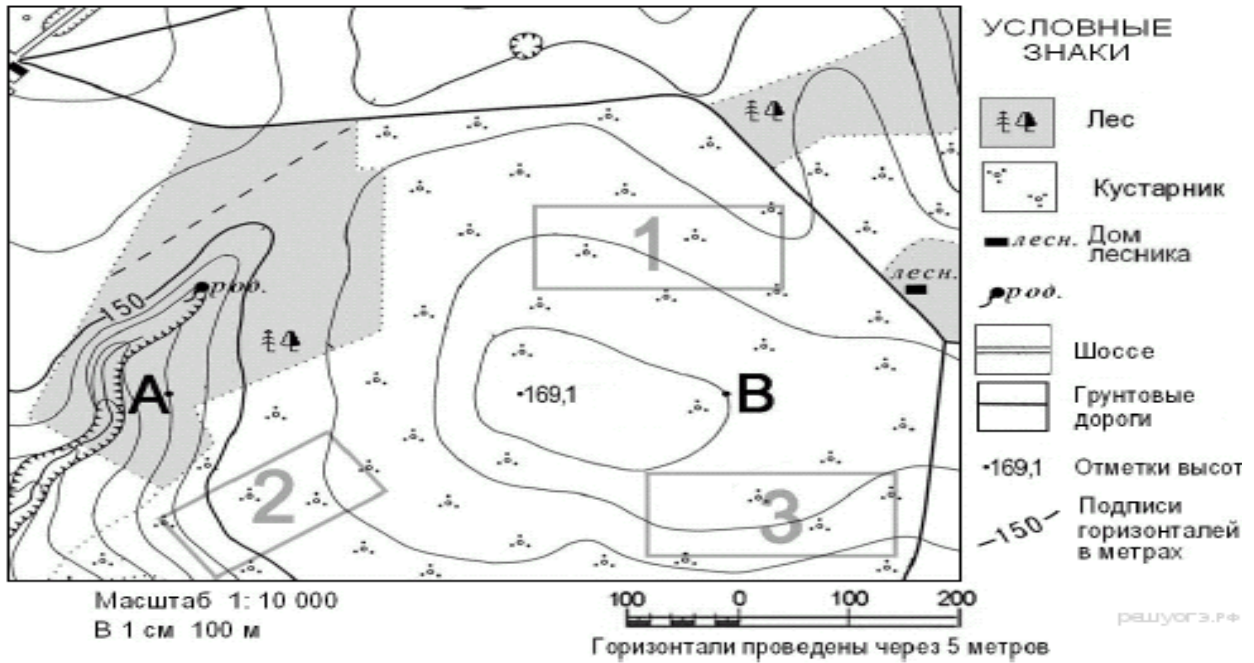 УСЛОВНЫЕ
ЗНАКИ
Лес
Кустарник
лесн. Дом
лесника
род.
Шоссе
Грунтовые
дороги
•169,1 Отметки высот
–150– Подписи
горизонталей
в метрах
1
лесн.
150
род.
А
•169,1
В
2
3
Масштаб 1: 10 000
В 1 см 100 м
100 0 100 200
Горизонтали проведены через 5 метров
решуогэ.рф